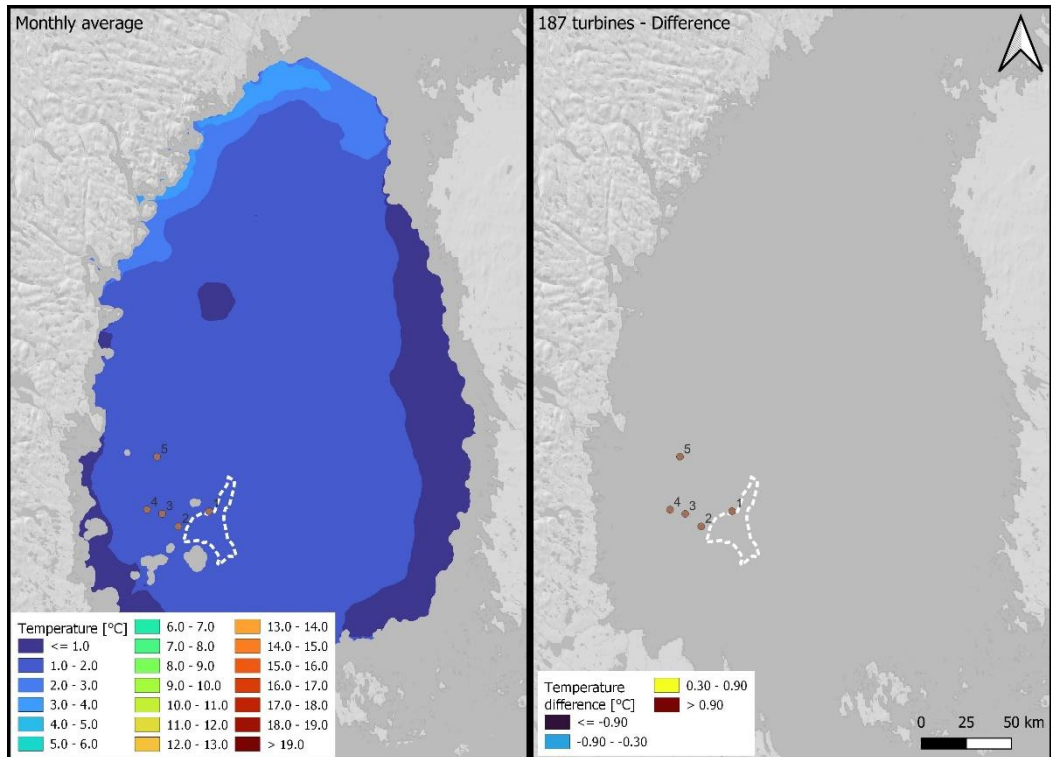 Monthly average
5
4
3
2
1
Temperature [°C]
<= 1.0
1.0 - 2.0
2.0 - 3.0
3.0 - 4.0
4.0 - 5.0
5.0 - 6.0
6.0 - 7.0
7.0 - 8.0
8.0 - 9.0
9.0 - 10.0
10.0 - 11.0
11.0 - 12.0
12.0 - 13.0
13.0 - 14.0
14.0 - 15.0
15.0 - 16.0
16.0 - 17.0
17.0 - 18.0
18.0 - 19.0
> 19.0
187 turbines - Difference
5
4
3
2
1
Temperature
difference [°C]
<= -0.90
-0.90 - -0.30
0.30 - 0.90
> 0.90
0 25 50 km